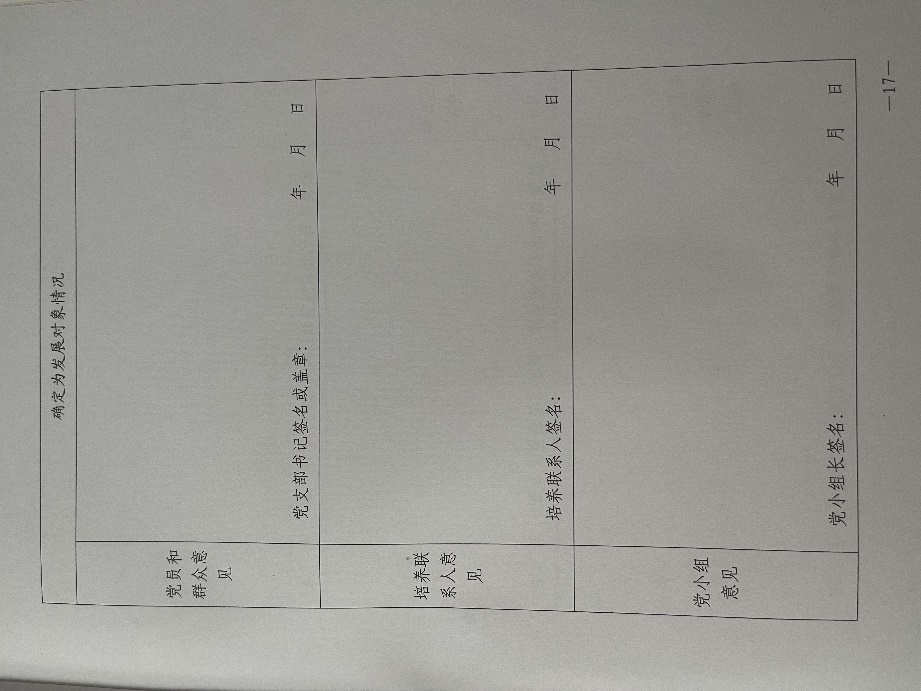 确定为发展对象情况
党员和
群众意
见
党支部书记签名或盖章：
年 月 日
培养联
系人意
见
培养联系人签名：
年 月 日
党小组
意见
党小组长签名：
年 月 日
—17—